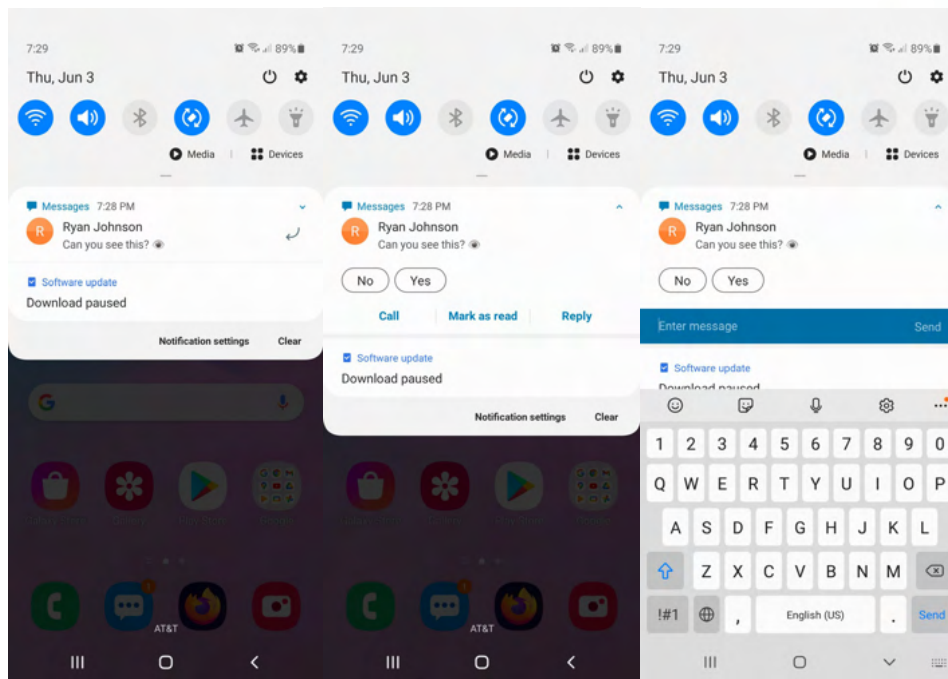 7:29
89%
Thu, Jun 3
Media
Devices
Messages 7:28 PM
R
Ryan Johnson
Can you see this?
Software update
Download paused
Notification settings
Clear
G
AT&T
7:29
89%
Thu, Jun 3
Media
Devices
Messages 7:28 PM
R
Ryan Johnson
Can you see this?
No
Yes
Call
Mark as read
Reply
Software update
Download paused
Notification settings
Clear
AT&T
7:29
89%
Thu, Jun 3
Media
Devices
Messages 7:28 PM
R
Ryan Johnson
Can you see this?
No
Yes
Enter message
Send
Software update
Download paused
1 2 3 4 5 6 7 8 9 0
Q W E R T Y U I O P
A S D F G H J K L
Z X C V B N M
!#1 , English (US) . Send